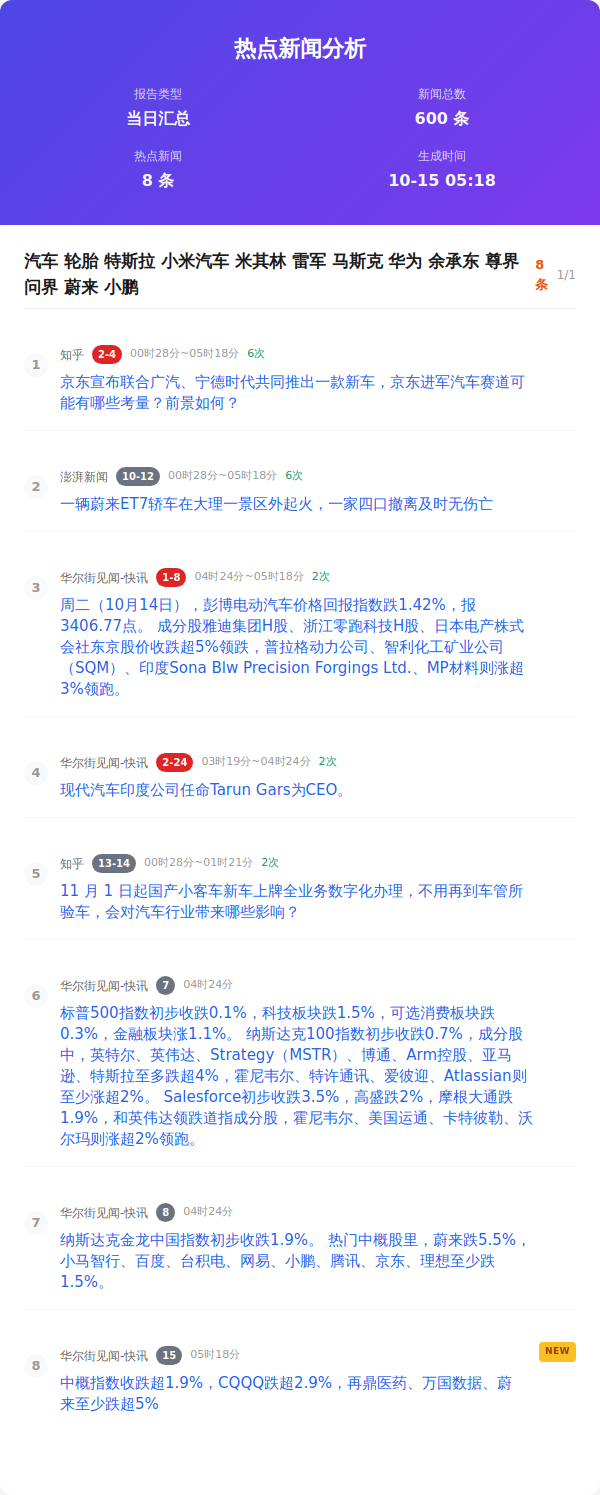 热点新闻分析
报告类型
当日汇总
新闻总数
600 条
热点新闻
8 条
生成时间
10-15 05:18
汽车 轮胎 特斯拉 小米汽车 米其林 雷军 马斯克 华为 余承东 尊界
问界 蔚来 小鹏
8
条
1/1
1
知乎 2-4 00时28分~05时18分 6次
京东宣布联合广汽、宁德时代共同推出一款新车，京东进军汽车赛道可
能有哪些考量？前景如何？
2
澎湃新闻 10-12 00时28分~05时18分 6次
一辆蔚来ET7轿车在大理一景区外起火，一家四口撤离及时无伤亡
3
华尔街见闻-快讯 1-8 04时24分~05时18分 2次
周二（10月14日），彭博电动汽车价格回报指数跌1.42%，报
3406.77点。 成分股雅迪集团H股、浙江零跑科技H股、日本电产株式
会社东京股价收跌超5%领跌，普拉格动力公司、智利化工矿业公司
（SQM）、印度Sona Blw Precision Forgings Ltd.、MP材料则涨超
3%领跑。
4
华尔街见闻-快讯 2-24 03时19分~04时24分 2次
现代汽车印度公司任命Tarun Gars为CEO。
5
知乎 13-14 00时28分~01时21分 2次
11 月 1 日起国产小客车新车上牌全业务数字化办理，不用再到车管所
验车，会对汽车行业带来哪些影响？
6
华尔街见闻-快讯 7 04时24分
标普500指数初步收跌0.1%，科技板块跌1.5%，可选消费板块跌
0.3%，金融板块涨1.1%。 纳斯达克100指数初步收跌0.7%，成分股
中，英特尔、英伟达、Strategy（MSTR）、博通、Arm控股、亚马
逊、特斯拉至多跌超4%，霍尼韦尔、特许通讯、爱彼迎、Atlassian则
至少涨超2%。 Salesforce初步收跌3.5%，高盛跌2%，摩根大通跌
1.9%，和英伟达领跌道指成分股，霍尼韦尔、美国运通、卡特彼勒、沃
尔玛则涨超2%领跑。
7
华尔街见闻-快讯 8 04时24分
纳斯达克金龙中国指数初步收跌1.9%。 热门中概股里，蔚来跌5.5%，
小马智行、百度、台积电、网易、小鹏、腾讯、京东、理想至少跌
1.5%。
8
华尔街见闻-快讯 15 05时18分
NEW
中概指数收跌超1.9%，CQQQ跌超2.9%，再鼎医药、万国数据、蔚
来至少跌超5%